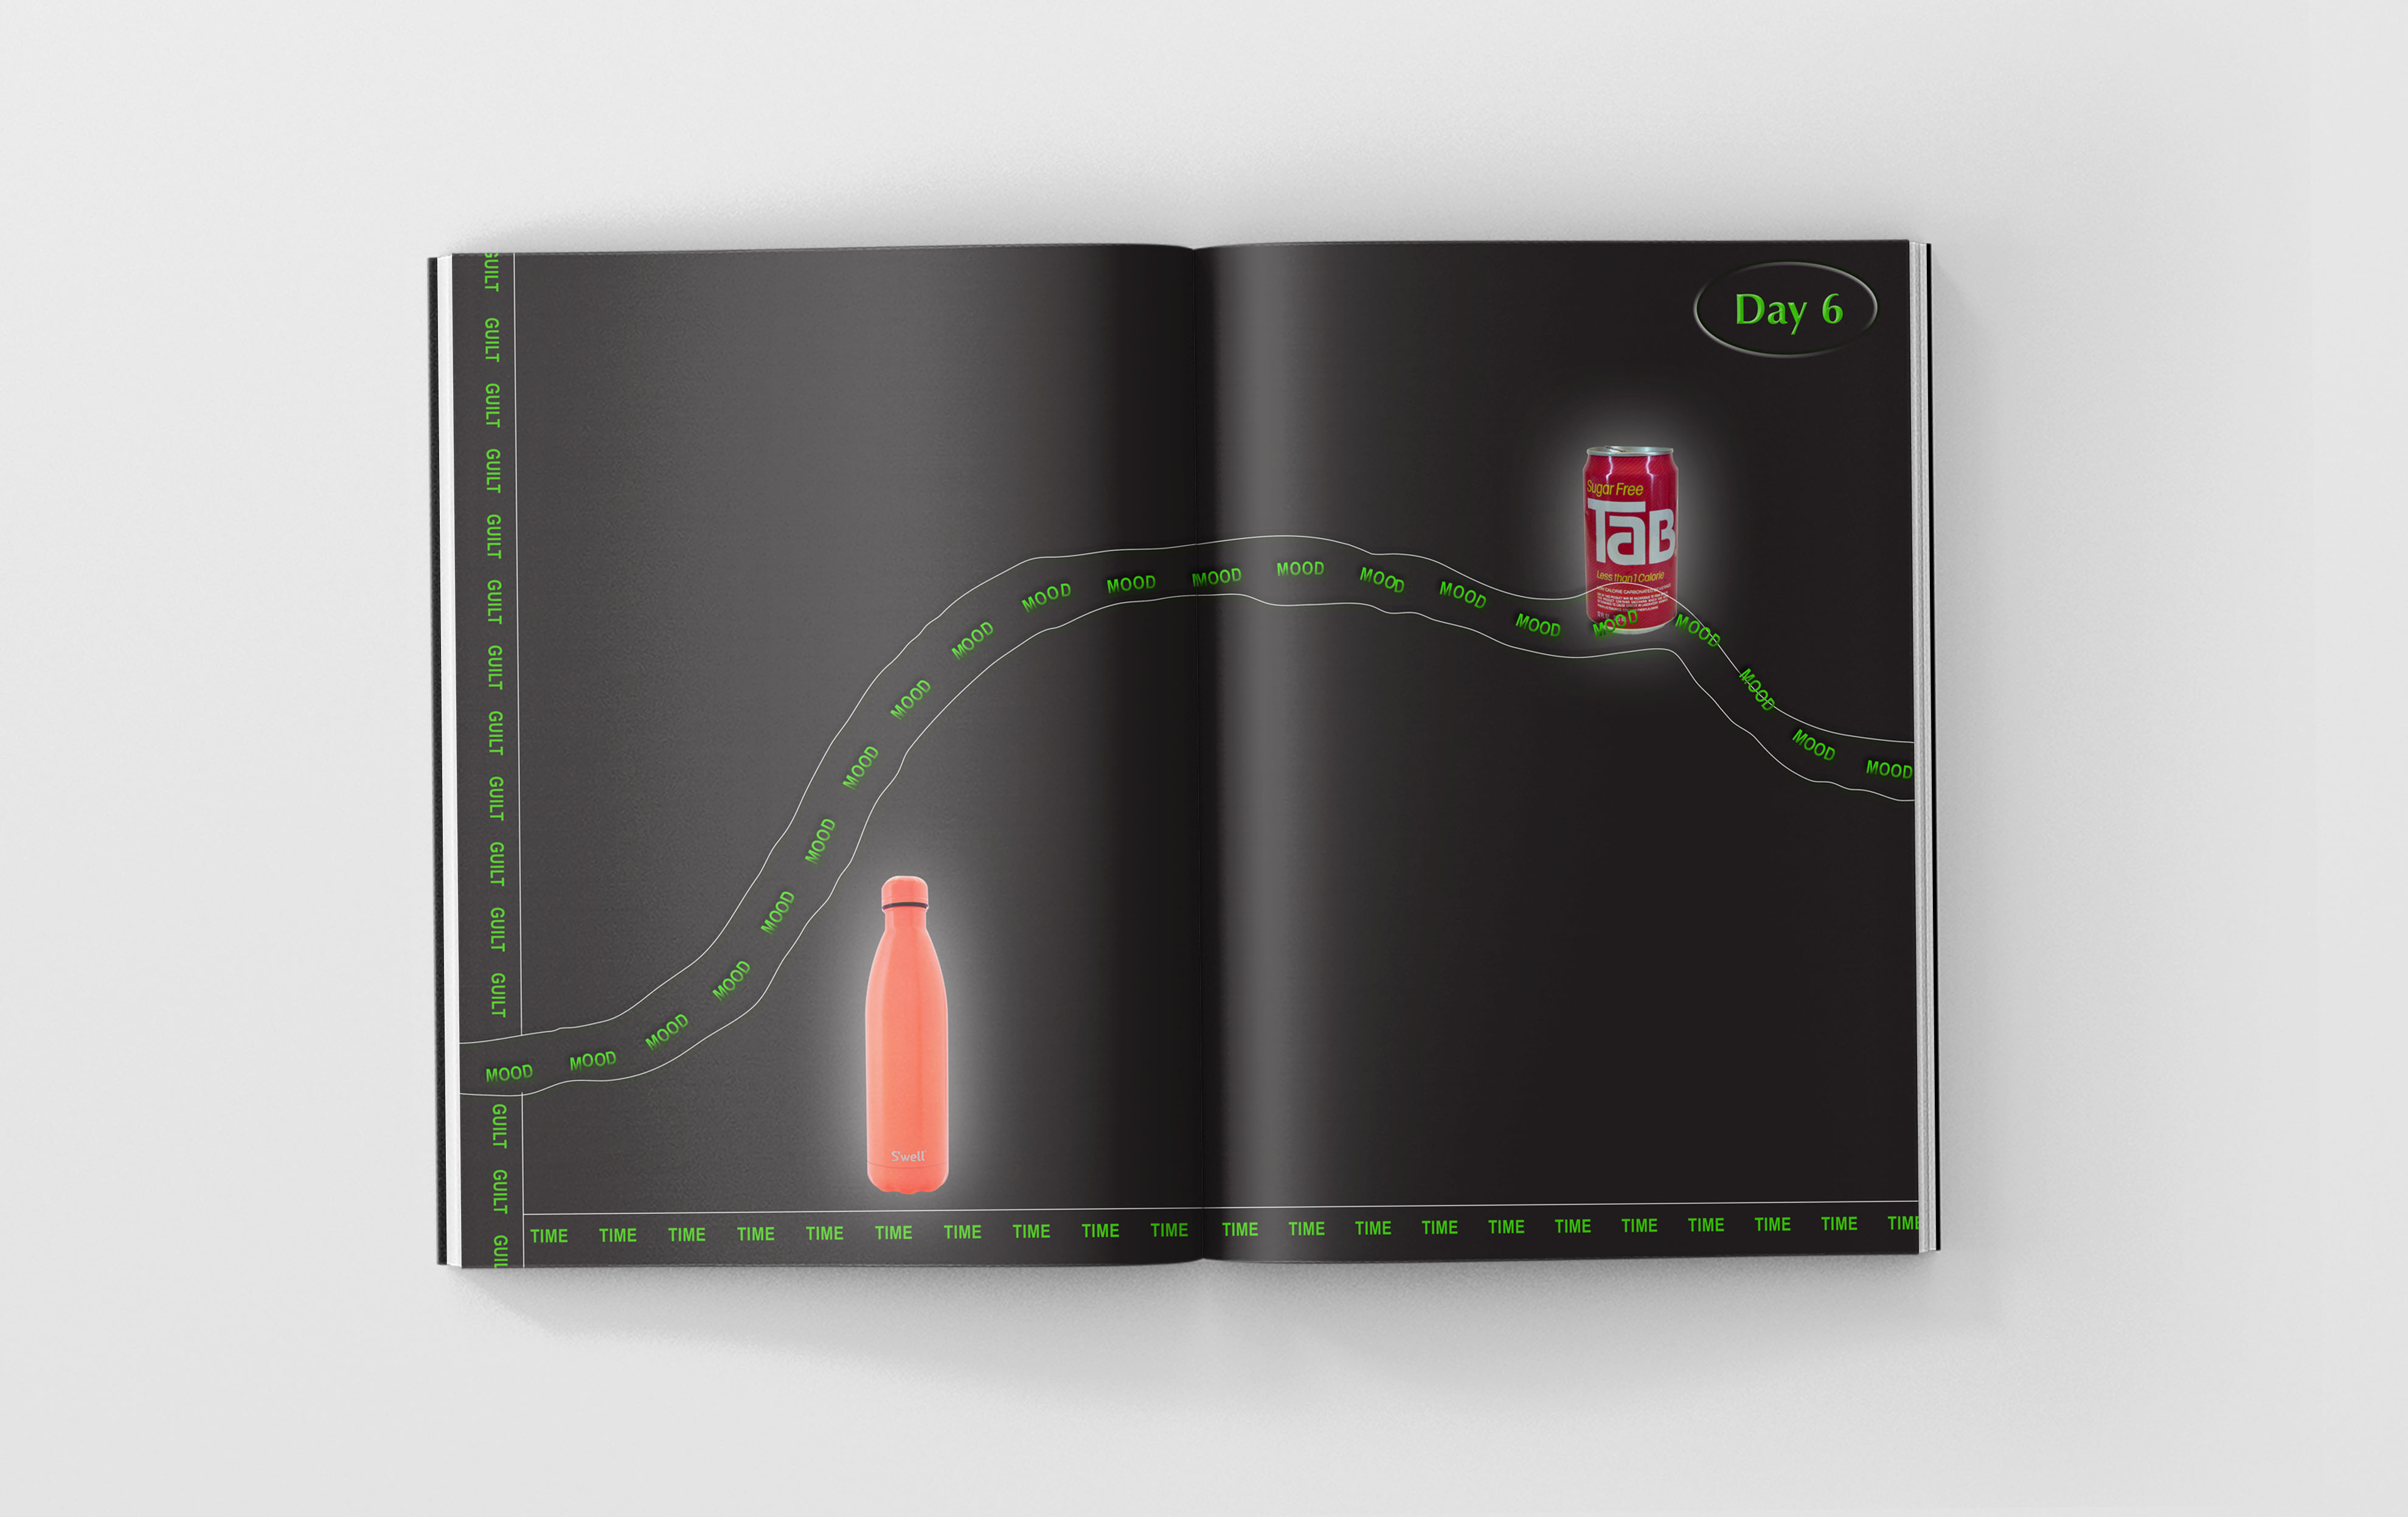 GUILT GUILT GUILT GUILT GUILT GUILT GUILT GUILT GUILT GUILT GUILT GUILT GUILT GUILT GUIL
Day 6
Sugar Free
TaB
Less than 1 Calorie
MOOD MOOD MOOD MOOD MOOD MOOD MOOD MOOD MOOD MOOD MOOD MOOD MOOD MOOD MOOD MOOD MOOD MOOD MOOD MOOD MOOD
S'well
TIME TIME TIME TIME TIME TIME TIME TIME TIME TIME TIME TIME TIME TIME TIME TIME TIME TIME TIME TIME TIME